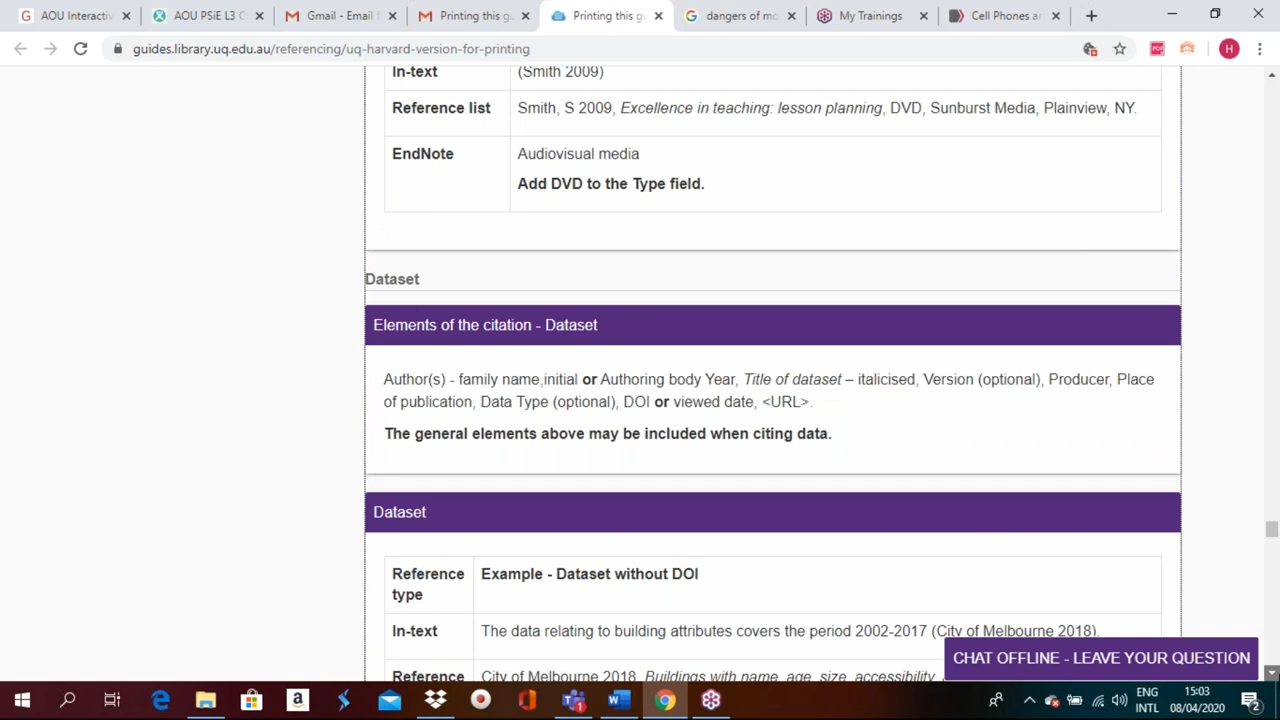 AOU Interactiv
AOU PSiE L3 C
Gmail - Email f
Printing this gu
Printing this gu
dangers of mo
My Trainings
Cell Phones an
guides.library.uq.edu.au/referencing/uq-harvard-version-for-printing
PDF
H
In-text
(Smith 2009)
Reference list
Smith, S 2009, Excellence in teaching: lesson planning, DVD, Sunburst Media, Plainview, NY.
EndNote
Audiovisual media
Add DVD to the Type field.
Dataset
Elements of the citation - Dataset
Author(s) - family name,initial or Authoring body Year, Title of dataset – italicised, Version (optional), Producer, Place
of publication, Data Type (optional), DOI or viewed date, <URL>.
The general elements above may be included when citing data.
Dataset
Reference
type
Example - Dataset without DOI
In-text
The data relating to building attributes covers the period 2002-2017 (City of Melbourne 2018).
Reference
City of Melbourne 2018, Buildings with name, age, size, accessibility,
CHAT OFFLINE - LEAVE YOUR QUESTION
ENG
INTL
15:03
08/04/2020
2